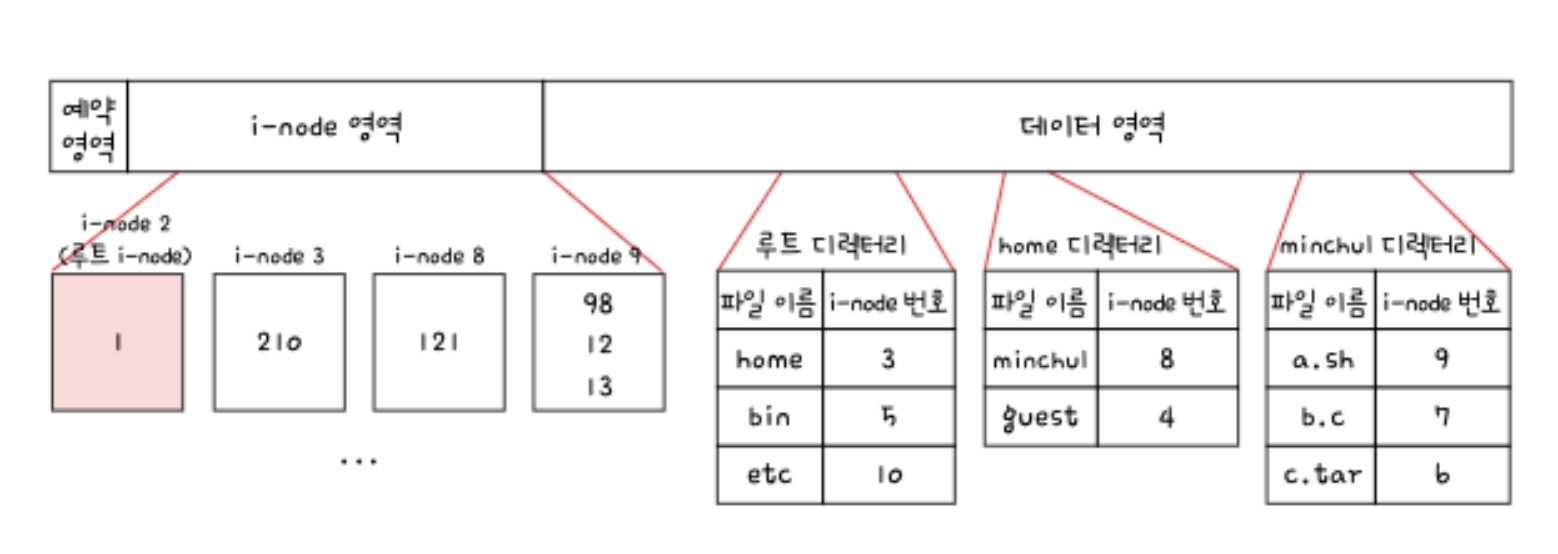 예약
영역
i-node 영역
데이터 영역
i-node 2
(루트 i-node)
i-node 3
i-node 8
i-node 9
1
210
121
98
12
13
...
루트 디렉터리
파일 이름 i-node 번호
home 3
bin 5
etc 10
home 디렉터리
파일 이름 i-node 번호
minchul 8
guest 4
minchul 디렉터리
파일 이름 i-node 번호
a.sh 9
b.c 7
c.tar 6